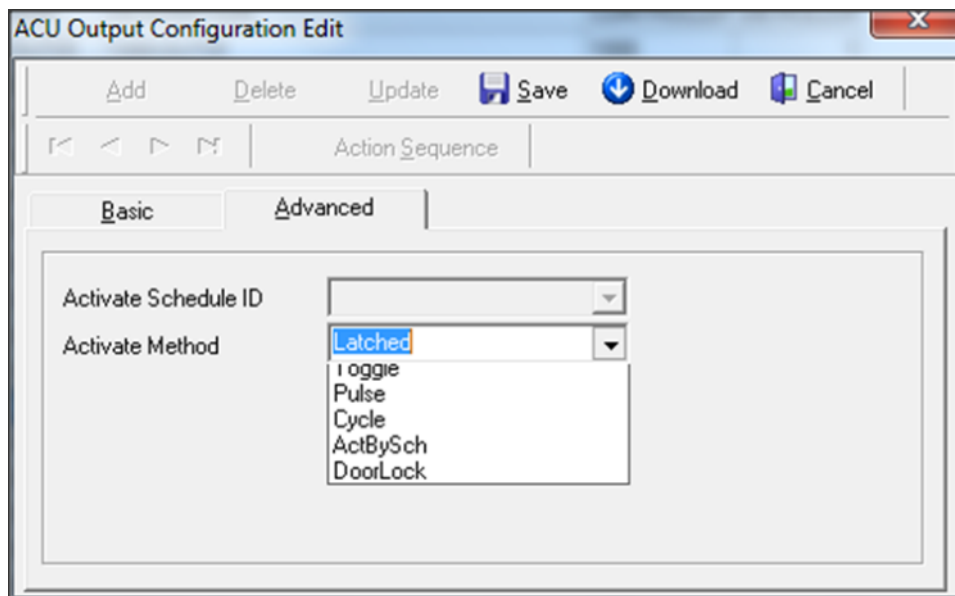 ACU Output Configuration Edit
Add Delete Update Save Download Cancel
Action Sequence
Basic Advanced
Activate Schedule ID
Activate Method Latched
Toggle
Pulse
Cycle
ActBySch
DoorLock